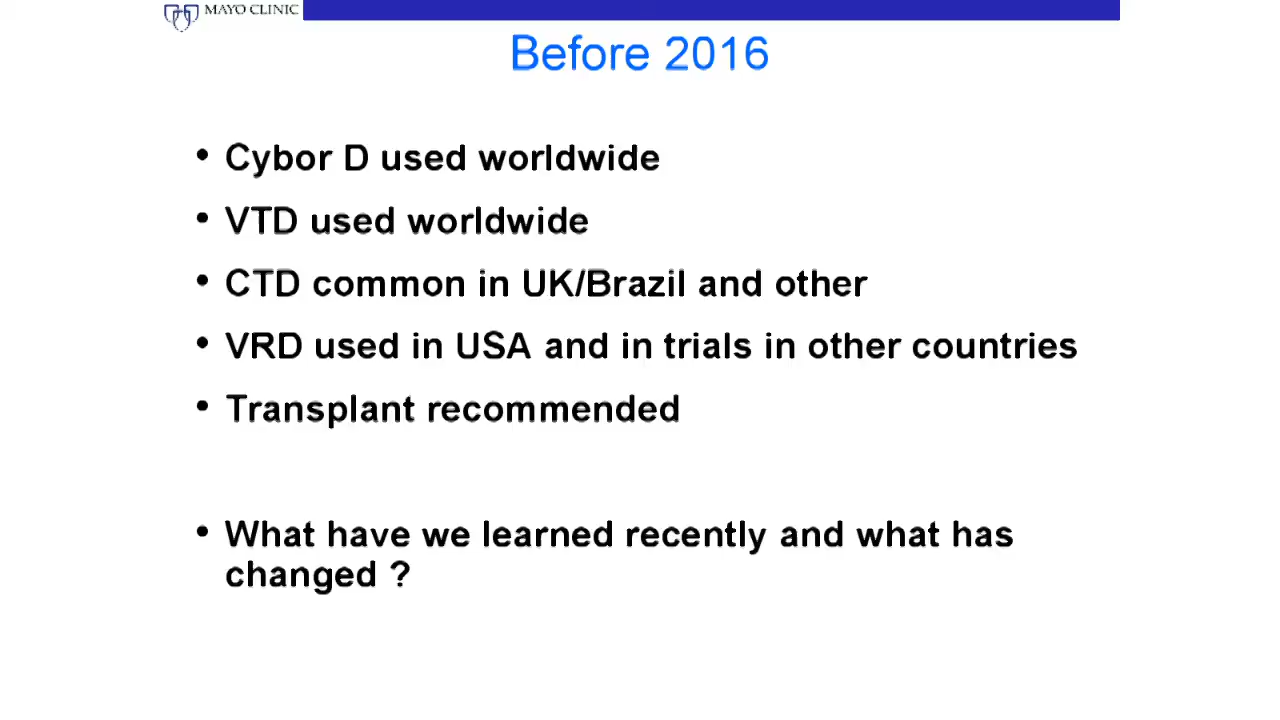 MAYO CLINIC
Before 2016
• Cybor D used worldwide
• VTD used worldwide
• CTD common in UK/Brazil and other
• VRD used in USA and in trials in other countries
• Transplant recommended
• What have we learned recently and what has
changed ?